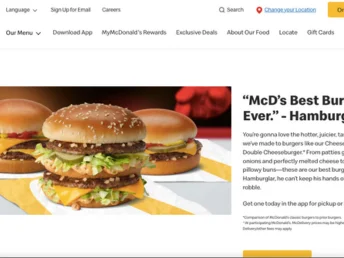 Language
Sign Up for Email
Careers
Search
Change your Location
Our Menu
Download App
MyMcDonald's Rewards
Exclusive Deals
About Our Food
Locate
Gift Cards
“McD’s Best Bur
Ever.” - Hamburg
You’re gonna love the hotter, juicier, ta
we’ve made to burgers like our Cheese
Double Cheeseburger.* From patties g
onions and perfectly melted cheese to
pillowy buns—these are our best burg
Hamburglar, he can’t keep his hands o
robble.
Get one today in the app for pickup or
*Comparison of McDonald’s classic burgers to prior burgers.
^ At participating McDonald’s. McDelivery prices may be high
Delivery/other fees may apply.